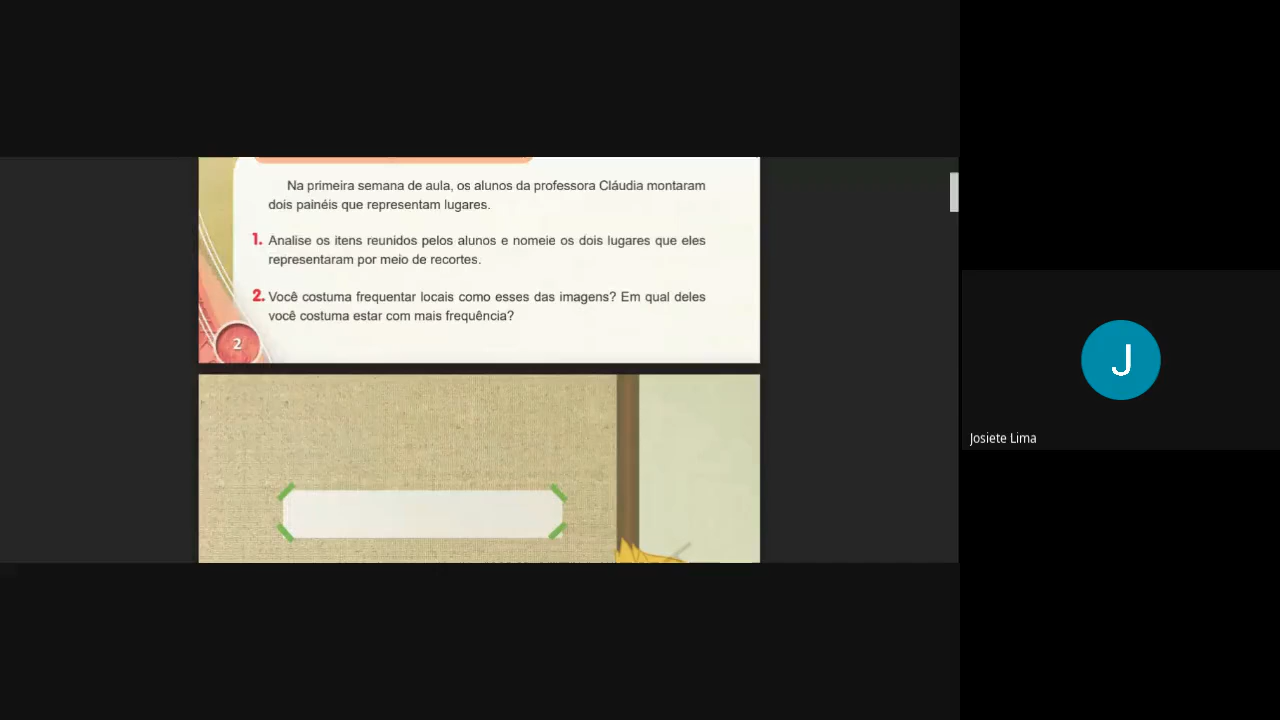 Na primeira semana de aula, os alunos da professora Cláudia montaram
dois painéis que representam lugares.
1. Analise os itens reunidos pelos alunos e nomeie os dois lugares que eles
representaram por meio de recortes.
2. Você costuma frequentar locais como esses das imagens? Em qual deles
você costuma estar com mais frequência?
2
J
Josiete Lima